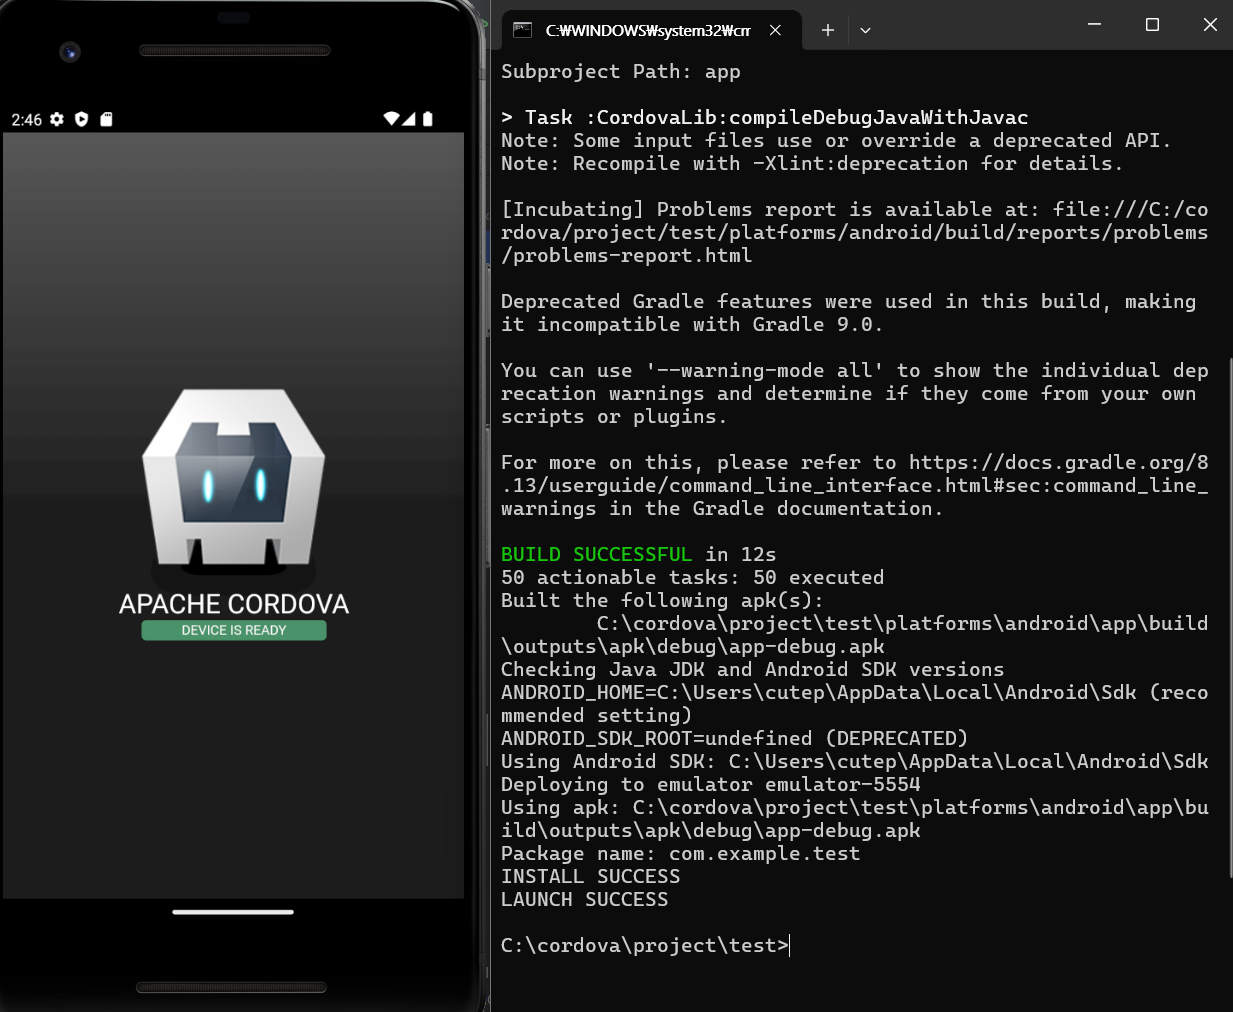 2:46
APACHE CORDOVA
DEVICE IS READY
C:₩WINDOWS₩system32₩cm
Subproject Path: app
> Task :CordovaLib:compileDebugJavaWithJavac
Note: Some input files use or override a deprecated API.
Note: Recompile with -Xlint:deprecation for details.
[Incubating] Problems report is available at: file:///C:/co
rdova/project/test/platforms/android/build/reports/problems
/problems-report.html
Deprecated Gradle features were used in this build, making
it incompatible with Gradle 9.0.
You can use '--warning-mode all' to show the individual dep
recation warnings and determine if they come from your own
scripts or plugins.
For more on this, please refer to https://docs.gradle.org/8
.13/userguide/command_line_interface.html#sec:command_line_
warnings in the Gradle documentation.
BUILD SUCCESSFUL in 12s
50 actionable tasks: 50 executed
Built the following apk(s):
C:\cordova\project\test\platforms\android\app\build
\outputs\apk\debug\app-debug.apk
Checking Java JDK and Android SDK versions
ANDROID_HOME=C:\Users\cutep\AppData\Local\Android\Sdk (reco
mmended setting)
ANDROID_SDK_ROOT=undefined (DEPRECATED)
Using Android SDK: C:\Users\cutep\AppData\Local\Android\Sdk
Deploying to emulator emulator-5554
Using apk: C:\cordova\project\test\platforms\android\app\bu
ild\outputs\apk\debug\app-debug.apk
Package name: com.example.test
INSTALL SUCCESS
LAUNCH SUCCESS
C:\cordova\project\test>